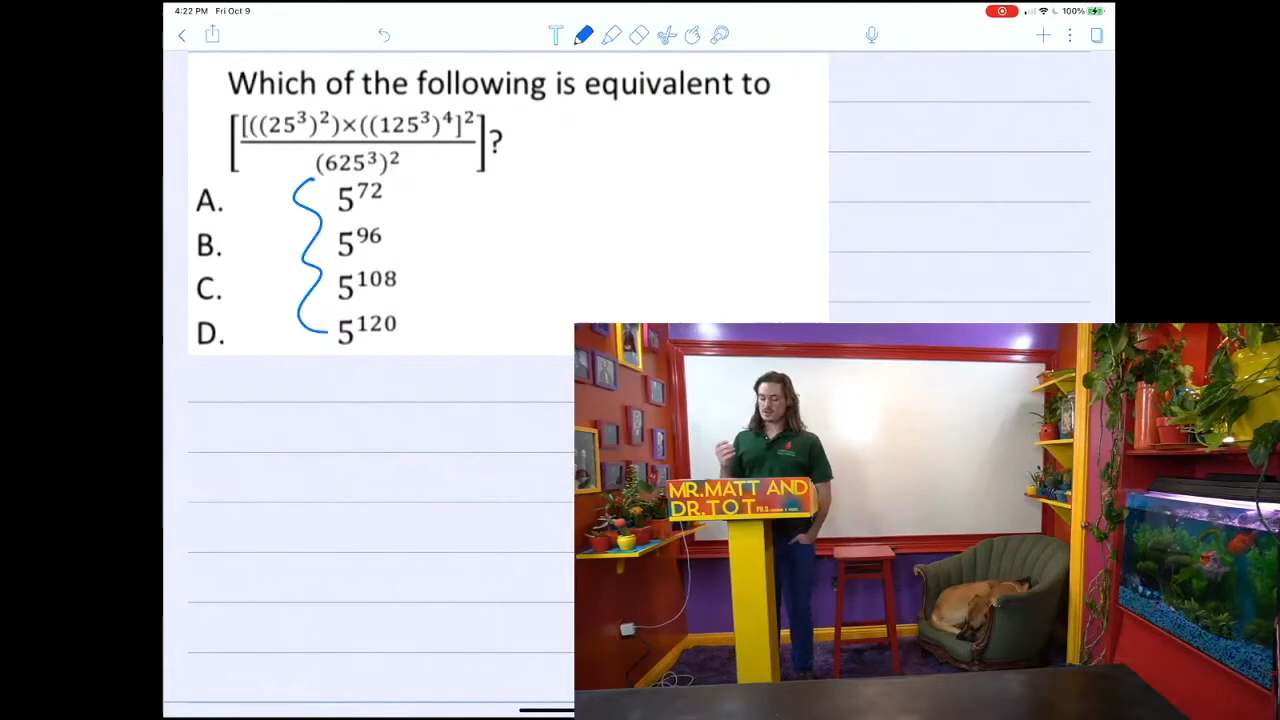 4:22 PM Fri Oct 9
100%
T
Which of the following is equivalent to
[[((25³)²)×((125³)⁴]²
(625³)²]?
A. 5⁷²
B. 5⁹⁶
C. 5¹⁰⁸
D. 5¹²⁰
MR.MATT AND
DR.TOT PH.D.